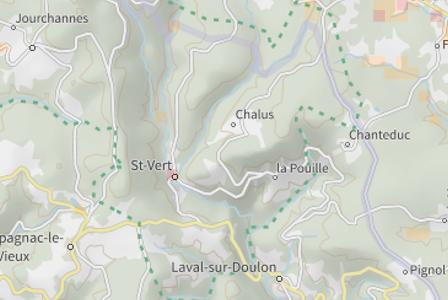 Jourchannes
F
Chalus
Chanteduc
St-Vert
la Pouille
pagnac-le-
Vieux
Laval-sur-Doulon
Pignol